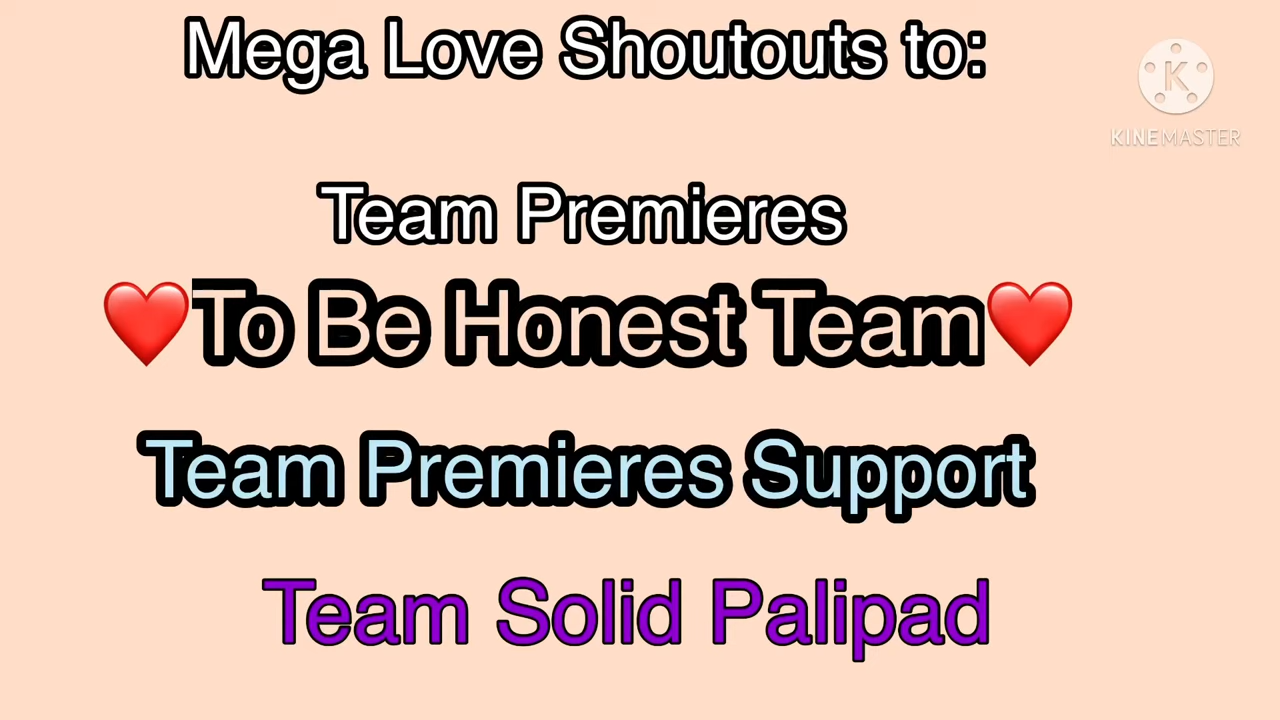 Mega Love Shoutouts to:
K
KINEMASTER
Team Premieres
❤️To Be Honest Team❤️
Team Premieres Support
Team Solid Palipad